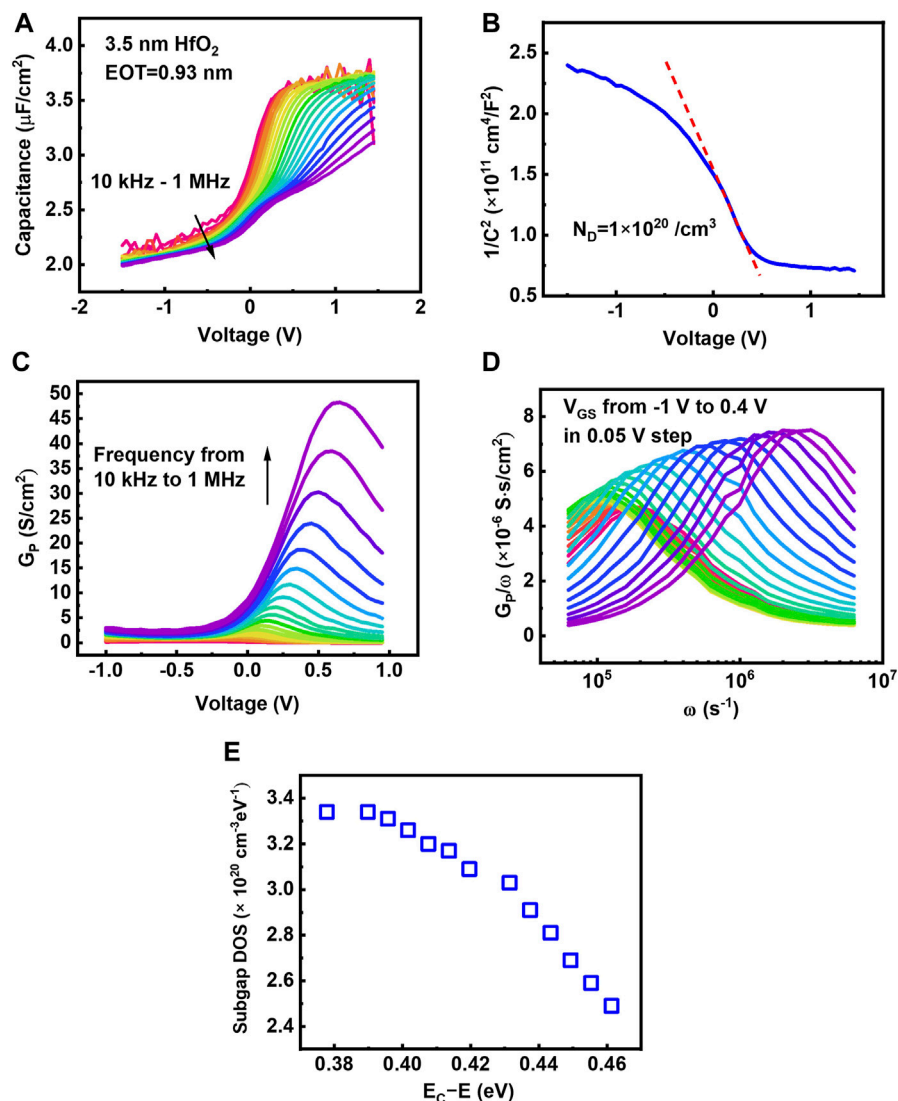 A
3.5 nm HfO₂
EOT=0.93 nm
10 kHz - 1 MHz
Capacitance (μF/cm²)
4.0
3.5
3.0
2.5
2.0
-2 -1 0 1 2
Voltage (V)
B
N_D=1×10²⁰ /cm³
1/C² (×10¹¹ cm⁴/F²)
2.5
2.0
1.5
1.0
0.5
-1 0 1
Voltage (V)
C
Frequency from
10 kHz to 1 MHz
G_P (S/cm²)
50
45
40
35
30
25
20
15
10
5
0
-1.0 -0.5 0.0 0.5 1.0
Voltage (V)
D
V_GS from -1 V to 0.4 V
in 0.05 V step
G_P/ω (×10⁻⁶ S·s/cm²)
8
6
4
2
0
10⁵ 10⁶ 10⁷
ω (s⁻¹)
E
Subgap DOS (× 10²⁰ cm⁻³eV⁻¹)
3.4
3.2
3.0
2.8
2.6
2.4
0.38 0.40 0.42 0.44 0.46
E_C−E (eV)